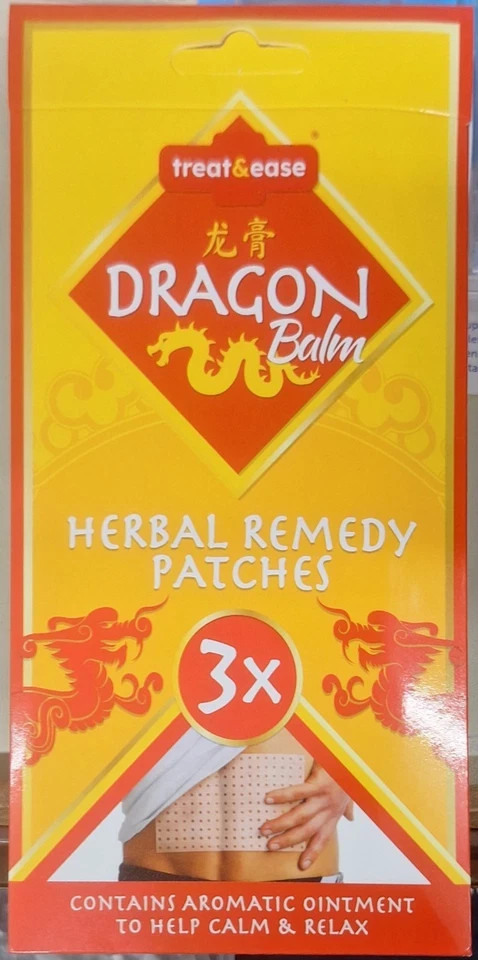 treat&ease
®
龙膏
DRAGON
Balm
HERBAL REMEDY
PATCHES
3x
CONTAINS AROMATIC OINTMENT
TO HELP CALM & RELAX